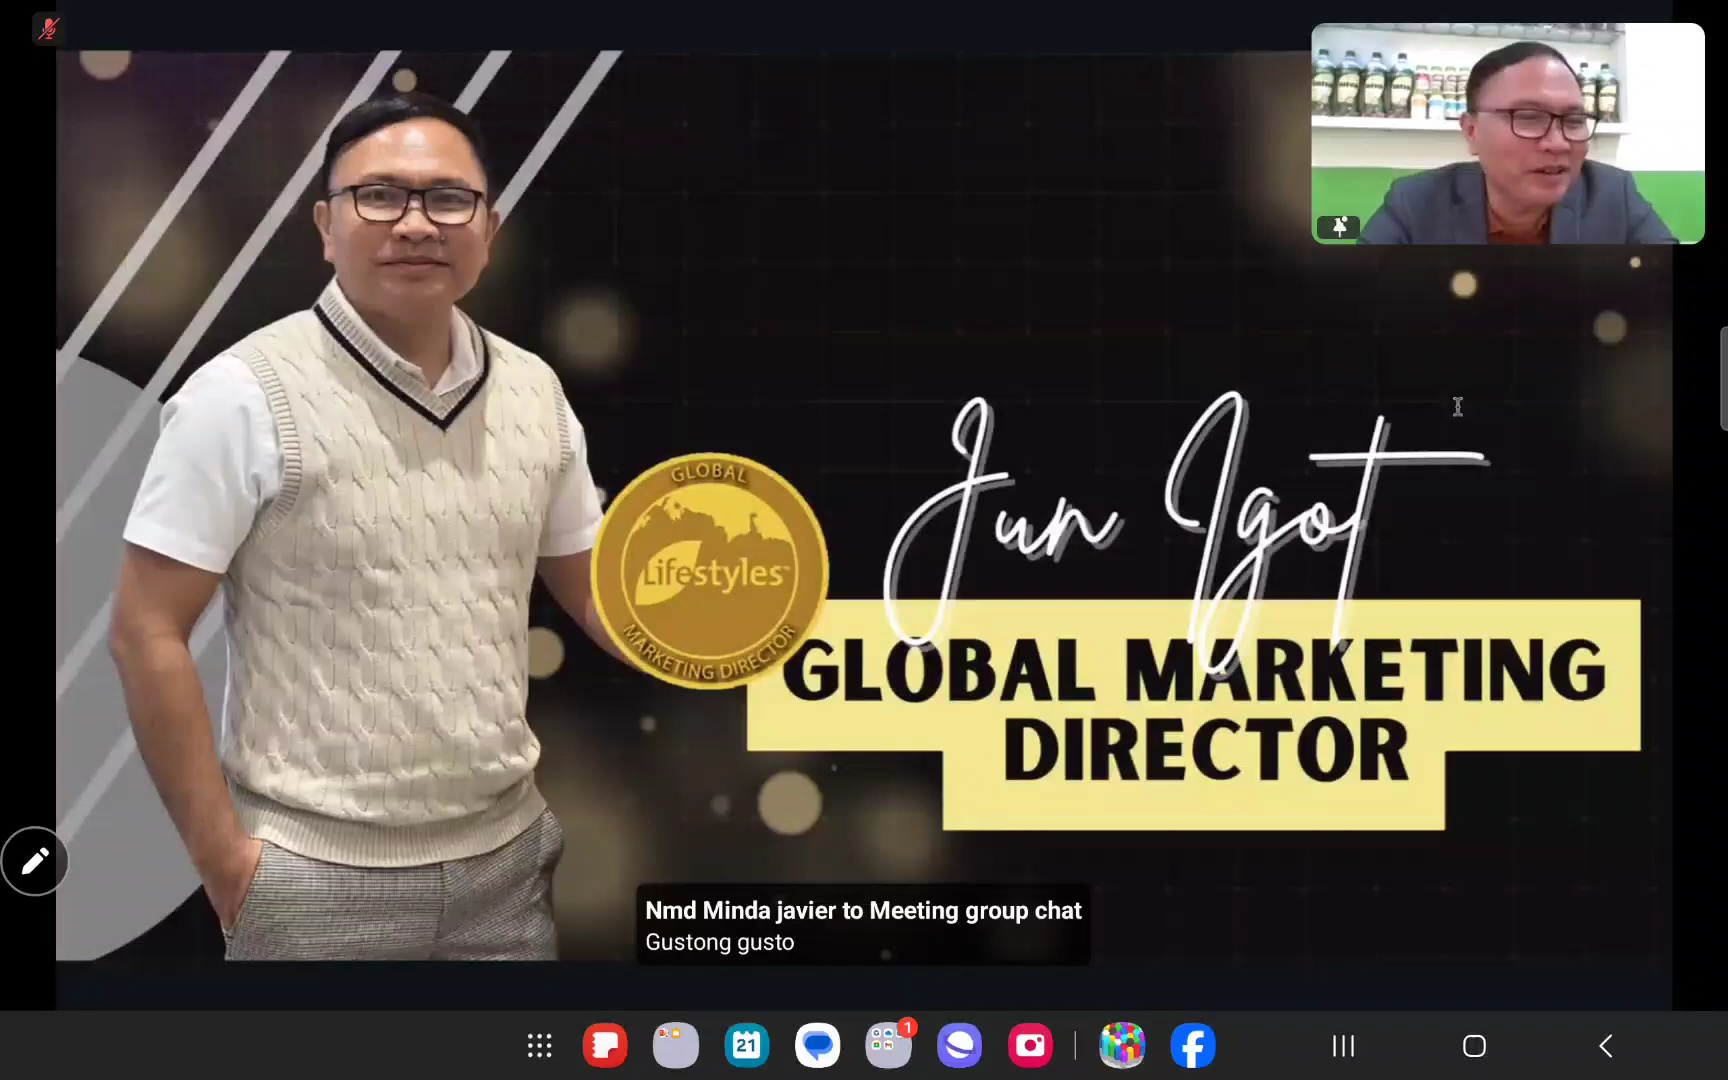 Jun Igot
GLOBAL
Lifestyles™
MARKETING DIRECTOR
GLOBAL MARKETING
DIRECTOR
Nmd Minda javier to Meeting group chat
Gustong gusto
21
1